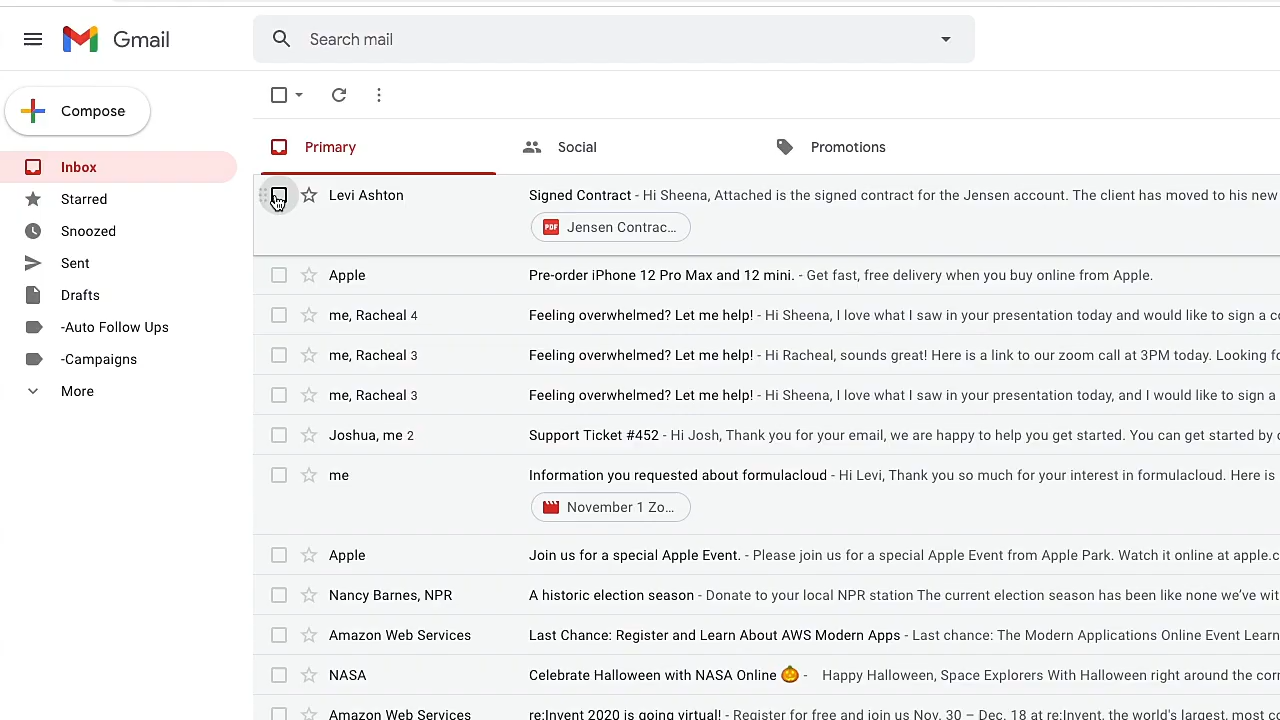 Gmail
Search mail
Compose
Inbox
Starred
Snoozed
Sent
Drafts
-Auto Follow Ups
-Campaigns
More
Primary Social Promotions
Levi Ashton Signed Contract - Hi Sheena, Attached is the signed contract for the Jensen account. The client has moved to his new
PDF Jensen Contrac...
Apple Pre-order iPhone 12 Pro Max and 12 mini. - Get fast, free delivery when you buy online from Apple.
me, Racheal 4 Feeling overwhelmed? Let me help! - Hi Sheena, I love what I saw in your presentation today and would like to sign a
me, Racheal 3 Feeling overwhelmed? Let me help! - Hi Racheal, sounds great! Here is a link to our zoom call at 3PM today. Looking
me, Racheal 3 Feeling overwhelmed? Let me help! - Hi Sheena, I love what I saw in your presentation today, and I would like to sign a
Joshua, me 2 Support Ticket #452 - Hi Josh, Thank you for your email, we are happy to help you get started. You can get started by
me Information you requested about formulacloud - Hi Levi, Thank you so much for your interest in formulacloud. Here is
November 1 Zo...
Apple Join us for a special Apple Event. - Please join us for a special Apple Event from Apple Park. Watch it online at apple.c
Nancy Barnes, NPR A historic election season - Donate to your local NPR station The current election season has been like none we've wit
Amazon Web Services Last Chance: Register and Learn About AWS Modern Apps - Last chance: The Modern Applications Online Event Learn
NASA Celebrate Halloween with NASA Online 🎃 - Happy Halloween, Space Explorers With Halloween right around the cor
Amazon Web Services re:Invent 2020 is going virtual! - Register for free and join us Nov. 30 – Dec. 18 at re:Invent, the world's largest, most